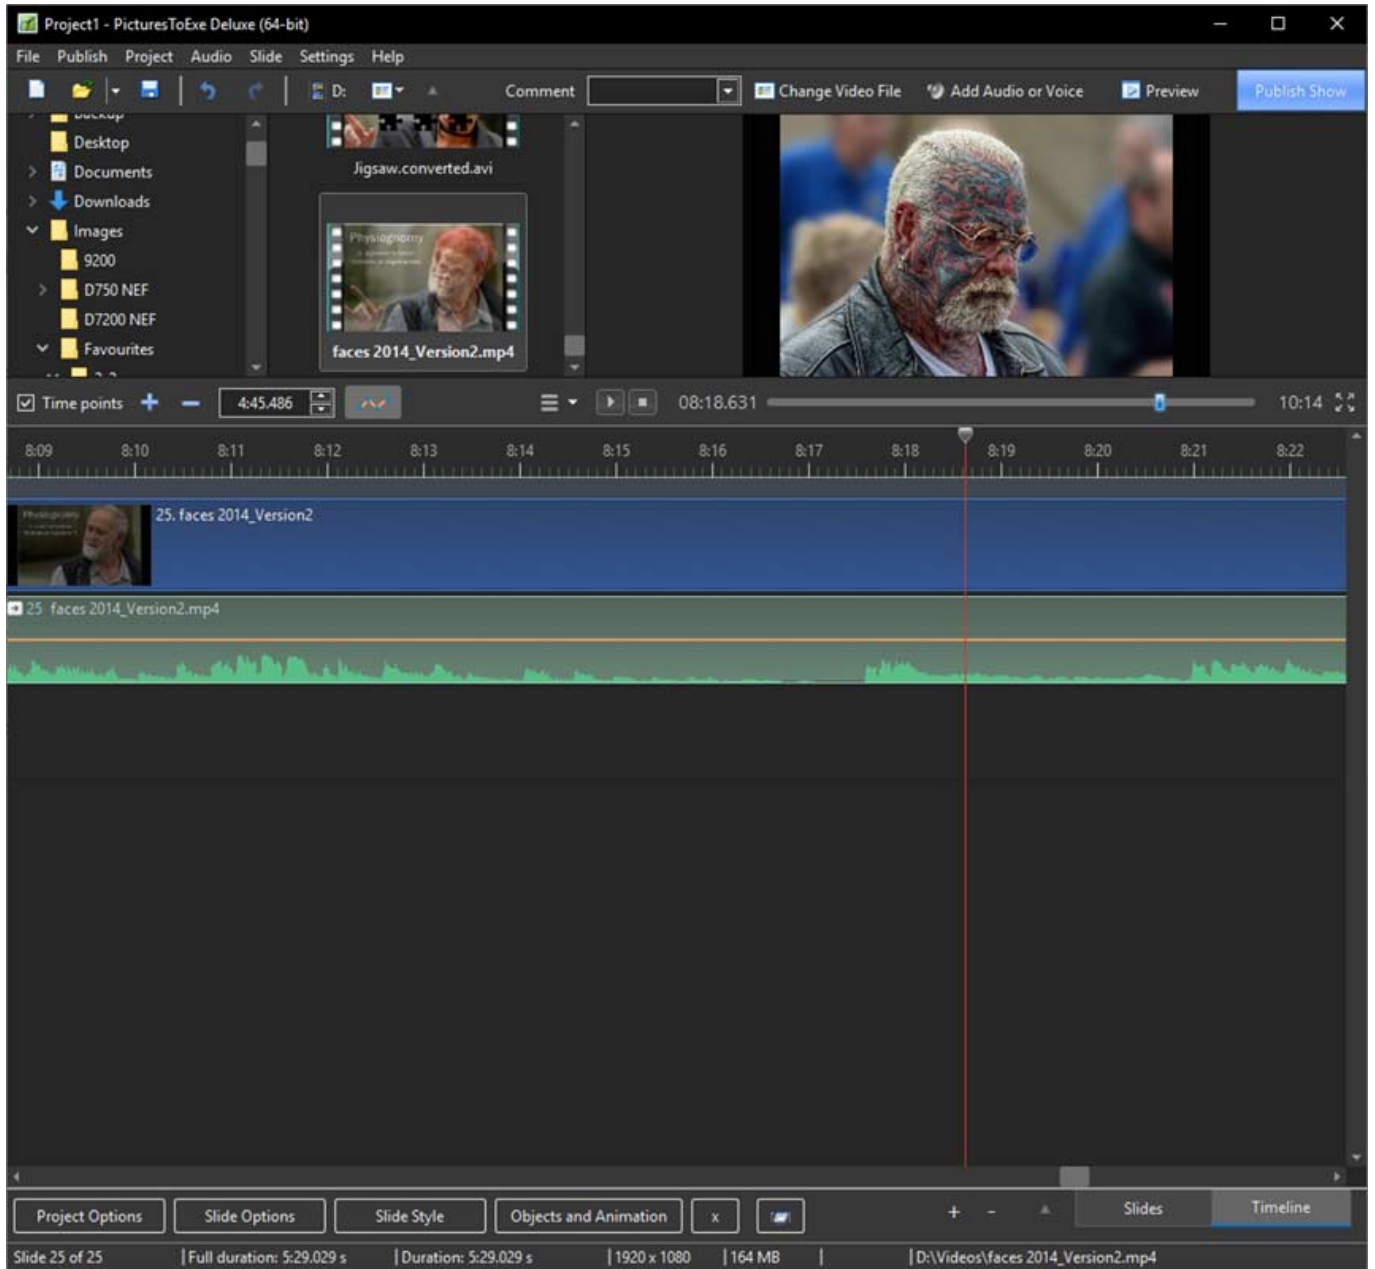 Project1 - PicturesToExe Deluxe (64-bit)
File Publish Project Audio Slide Settings Help
D: Comment Change Video File Add Audio or Voice Preview Publish Show
Backup
Desktop
Documents
Downloads
Images
9200
D750 NEF
D7200 NEF
Favourites
Jigsaw.converted.avi
Physiognomy
faces 2014_Version2.mp4
Time points 4:45.486 08:18.631 10:14
8:09 8:10 8:11 8:12 8:13 8:14 8:15 8:16 8:17 8:18 8:19 8:20 8:21 8:22
Physiognomy
25. faces 2014_Version2
25 faces 2014_Version2.mp4
Project Options Slide Options Slide Style Objects and Animation x + - Slides Timeline
Slide 25 of 25 Full duration: 5:29.029 s Duration: 5:29.029 s 1920 x 1080 164 MB D:\Videos\faces 2014_Version2.mp4